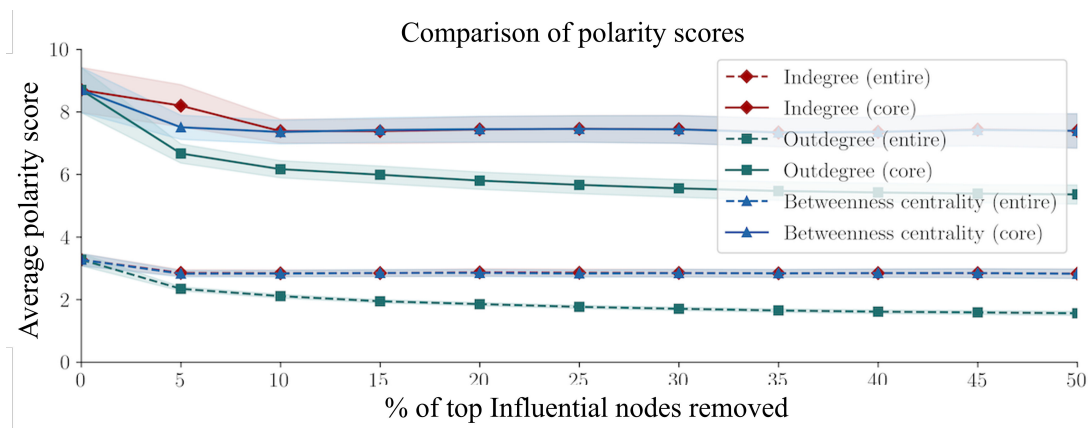 Comparison of polarity scores
Average polarity score
10
8
6
4
2
0
Indegree (entire)
Indegree (core)
Outdegree (entire)
Outdegree (core)
Betweenness centrality (entire)
Betweenness centrality (core)
0 5 10 15 20 25 30 35 40 45 50
% of top Influential nodes removed